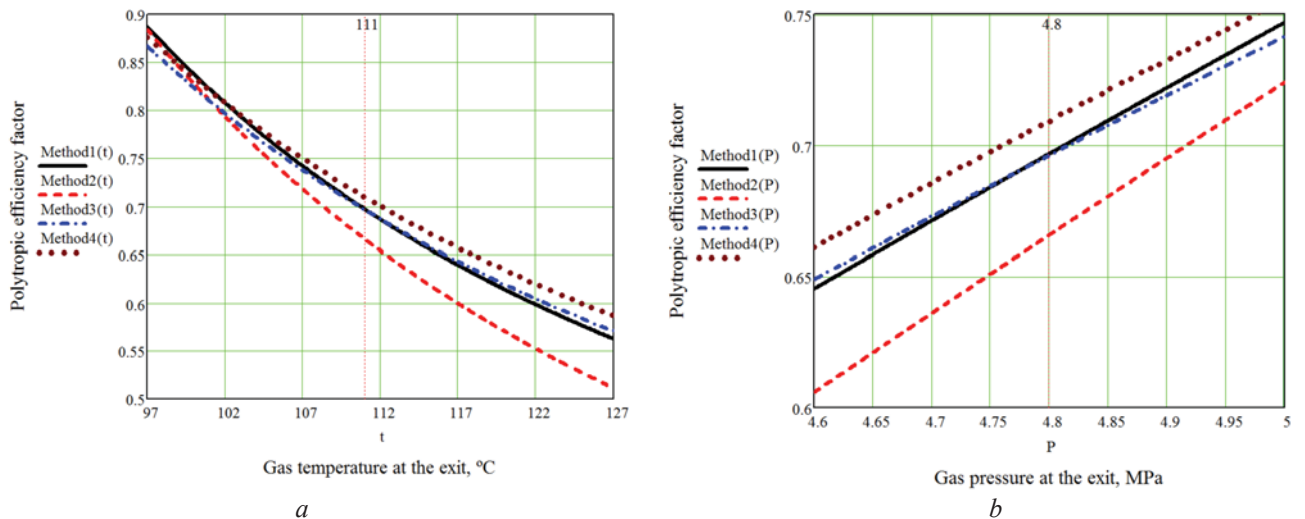 0.9
111
0.85
0.8
0.75
0.7
0.65
0.6
0.55
0.5
97
102
107
112
117
122
127
t
Polytropic efficiency factor
Method1(t)
Method2(t)
Method3(t)
Method4(t)
Gas temperature at the exit, ºC
a
0.75
4.8
0.7
0.65
0.6
4.6
4.65
4.7
4.75
4.8
4.85
4.9
4.95
5
P
Polytropic efficiency factor
Method1(P)
Method2(P)
Method3(P)
Method4(P)
Gas pressure at the exit, MPa
b